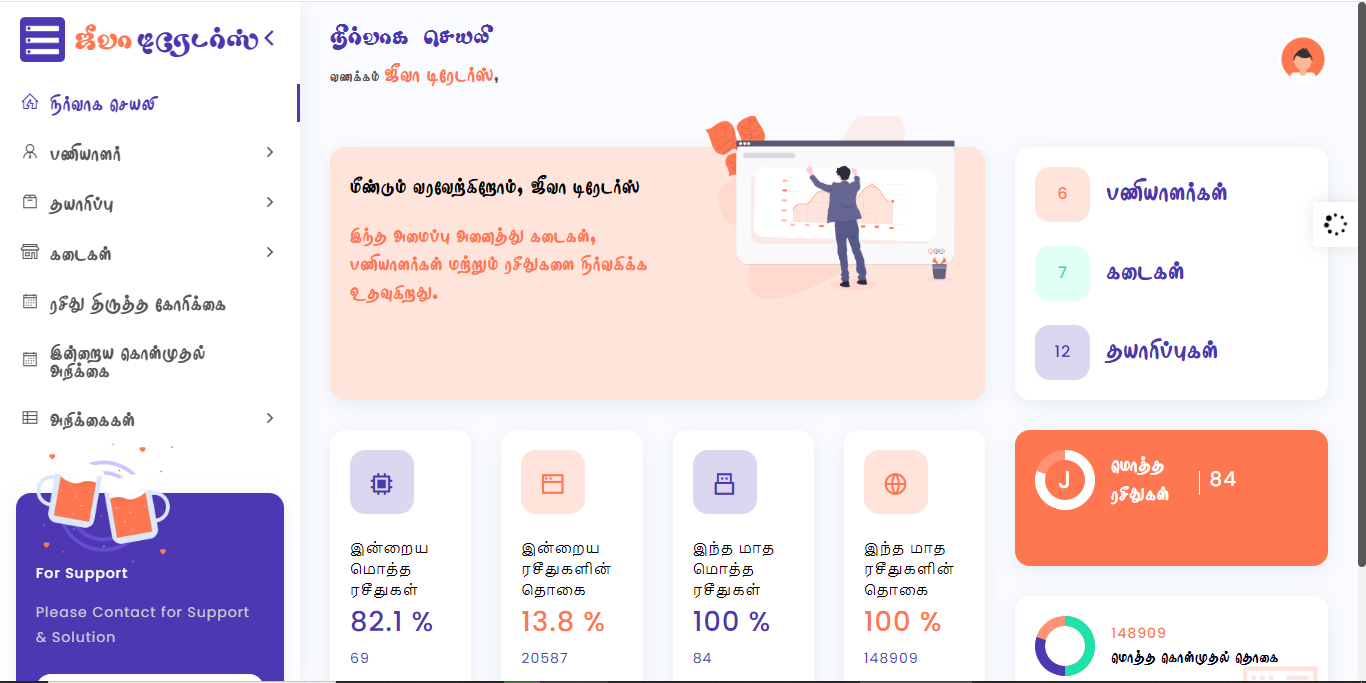 ஜீவா டிரேடர்ஸ்
நிர்வாக செயலி
பணியாளர்
தயாரிப்பு
கடைகள்
ரசீது திருத்த கோரிக்கை
இன்றைய கொள்முதல்
அறிக்கை
அறிக்கைகள்
For Support
Please Contact for Support
& Solution
நிர்வாக செயலி
வணக்கம் ஜீவா டிரேடர்ஸ்,
மீண்டும் வரவேற்கிறோம், ஜீவா டிரேடர்ஸ்
இந்த அமைப்பு அனைத்து கடைகள்,
பணியாளர்கள் மற்றும் ரசீதுகளை நிர்வகிக்க
உதவுகிறது.
6 பணியாளர்கள்
7 கடைகள்
12 தயாரிப்புகள்
இன்றைய
மொத்த
ரசீதுகள்
82.1 %
69
இன்றைய
ரசீதுகளின்
தொகை
13.8 %
20587
இந்த மாத
மொத்த
ரசீதுகள்
100 %
84
இந்த மாத
ரசீதுகளின்
தொகை
100 %
148909
J
மொத்த
ரசீதுகள்
84
148909
மொத்த கொள்முதல் தொகை